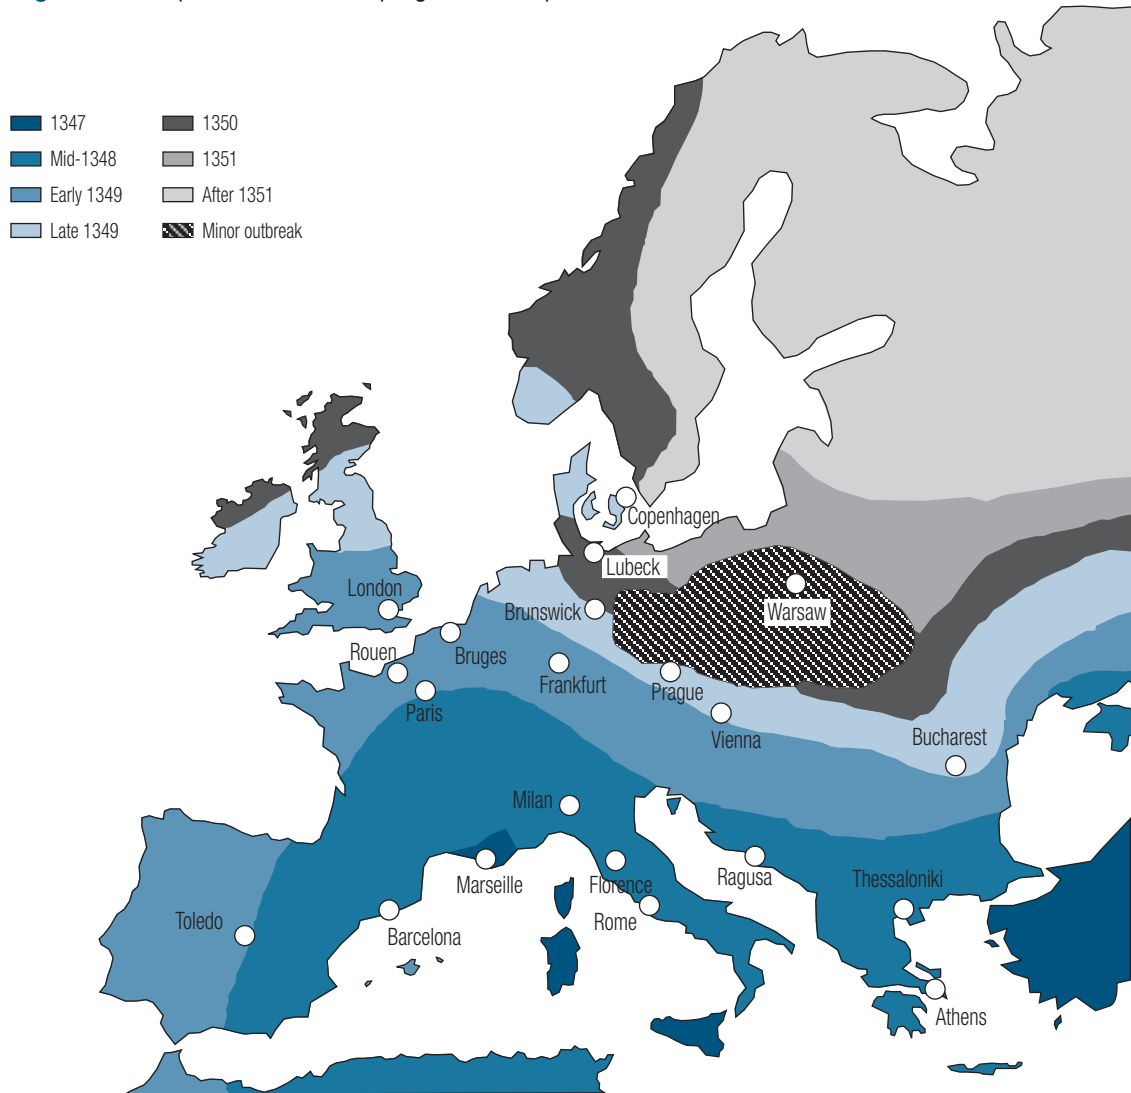 1347
1350
Mid-1348
1351
Early 1349
After 1351
Late 1349
Minor outbreak
Copenhagen
Lubeck
London
Brunswick
Warsaw
Rouen
Bruges
Frankfurt
Prague
Paris
Vienna
Bucharest
Milan
Marseille
Florence
Ragusa
Thessaloniki
Toledo
Rome
Barcelona
Athens